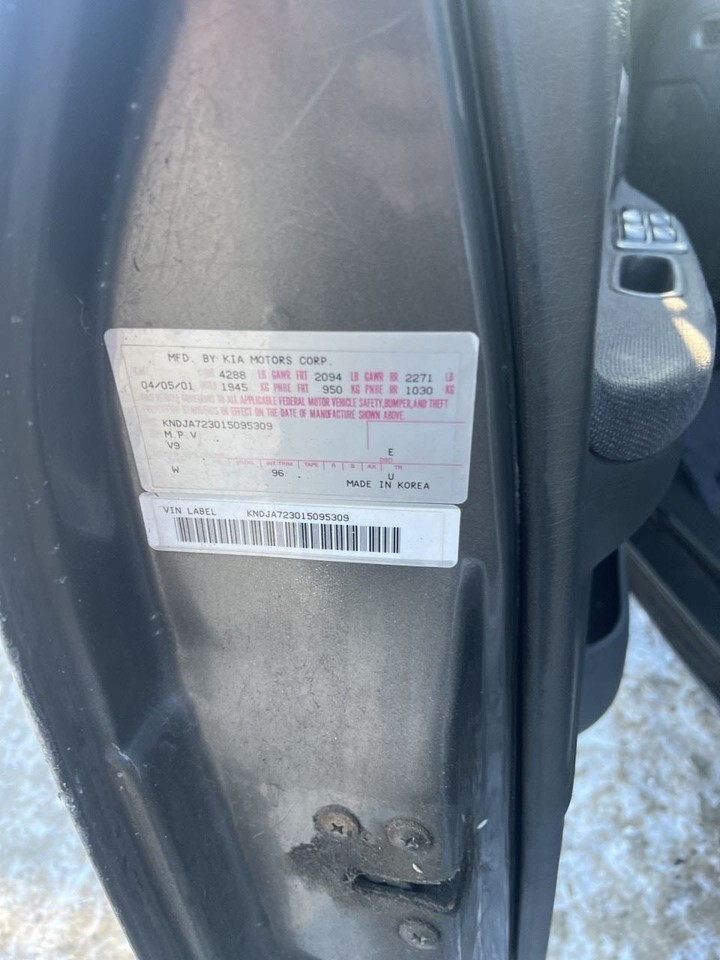 MFD. BY KIA MOTORS CORP.
4288 LB GAWR FRT 2094 LB GAWR RR 2271 LB
04/05/01 1945 KG PNBE FRT 950 KG PNBE RR 1030 KG
TO ALL APPLICABLE FEDERAL MOTOR VEHICLE SAFETY, BUMPER, AND THEFT
STANDARDS IN EFFECT ON THE DATE OF MANUFACTURE SHOWN ABOVE.
KNDJA723015095309
M.P.V
V9 E
TAPE
W 96 U
MADE IN KOREA
VIN LABEL KNDJA723015095309